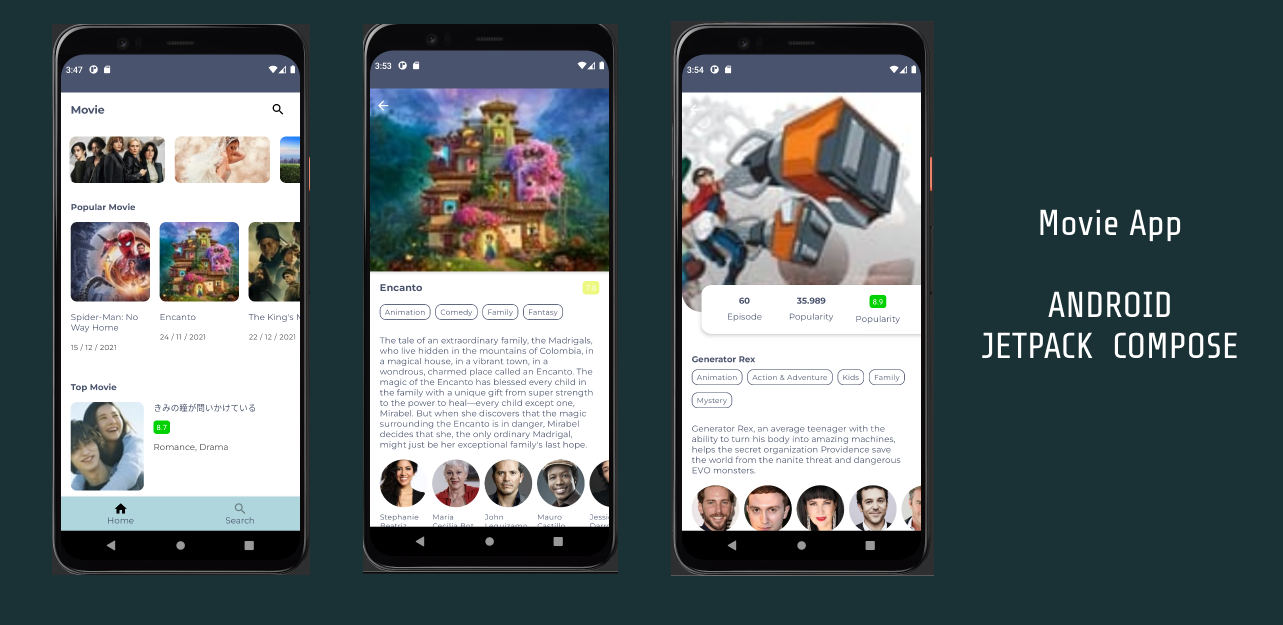 3:47
Movie
Popular Movie
Spider-Man: No
Way Home
15 / 12 / 2021
Encanto
24 / 11 / 2021
The King's
22 / 12 / 2021
Top Movie
きみの瞳が問いかけている
8.7
Romance, Drama
Home
Search
3:53
Encanto
7.6
Animation
Comedy
Family
Fantasy
The tale of an extraordinary family, the Madrigals,
who live hidden in the mountains of Colombia, in
a magical house, in a vibrant town, in a
wondrous, charmed place called an Encanto. The
magic of the Encanto has blessed every child in
the family with a unique gift from super strength
to the power to heal—every child except one,
Mirabel. But when she discovers that the magic
surrounding the Encanto is in danger, Mirabel
decides that she, the only ordinary Madrigal,
might just be her exceptional family's last hope.
Stephanie
Beatriz
Maria
Cecilia Bot
John
Leguizamo
Mauro
Castillo
3:54
60
Episode
35.989
Popularity
8.9
Popularity
Generator Rex
Animation
Action & Adventure
Kids
Family
Mystery
Generator Rex, an average teenager with the
ability to turn his body into amazing machines,
helps the secret organization Providence save
the world from the nanite threat and dangerous
EVO monsters.
Movie App
ANDROID
JETPACK COMPOSE